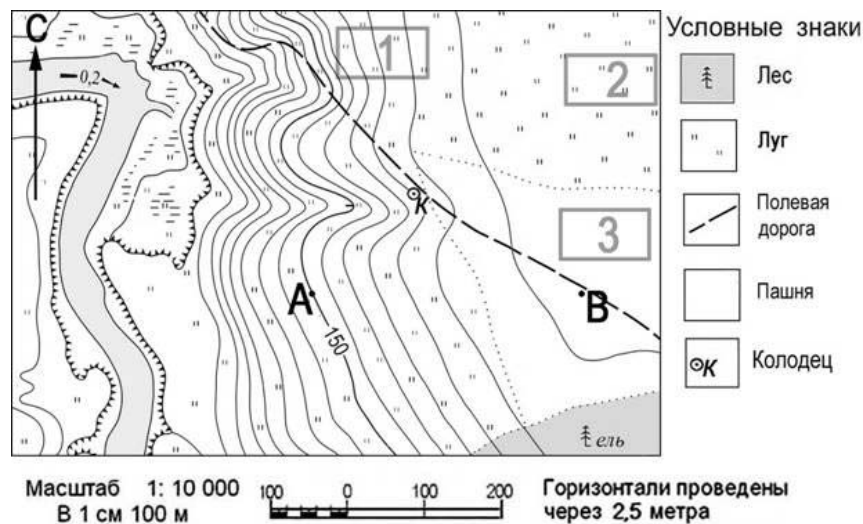 С
0,2
1
2
3
К
А
В
150
ель
Условные знаки
Лес
Луг
Полевая
дорога
Пашня
К
Колодец
Масштаб 1: 10 000
В 1 см 100 м
100 0 100 200
Горизонтали проведены
через 2,5 метра